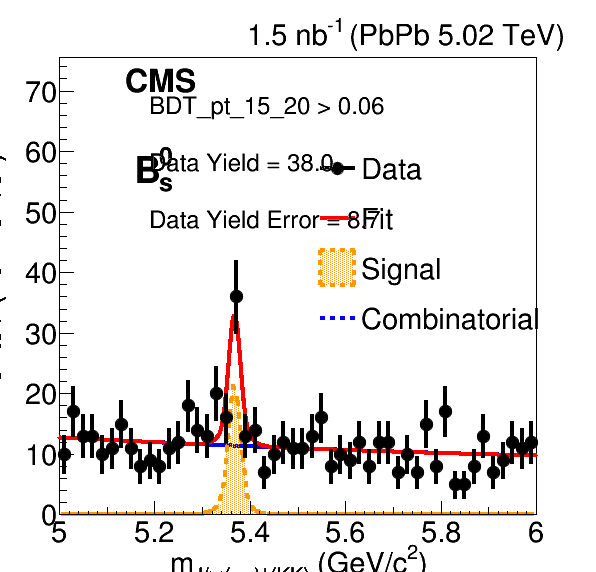 1.5 nb⁻¹ (PbPb 5.02 TeV)
CMS
BDT_pt_15_20 > 0.06
B⁰ₛ
Data Yield = 38.0
Data Yield Error = 8.7
Data
Fit
Signal
Combinatorial
70
60
50
40
30
20
10
0
5 5.2 5.4 5.6 5.8 6
m (GeV/c²)